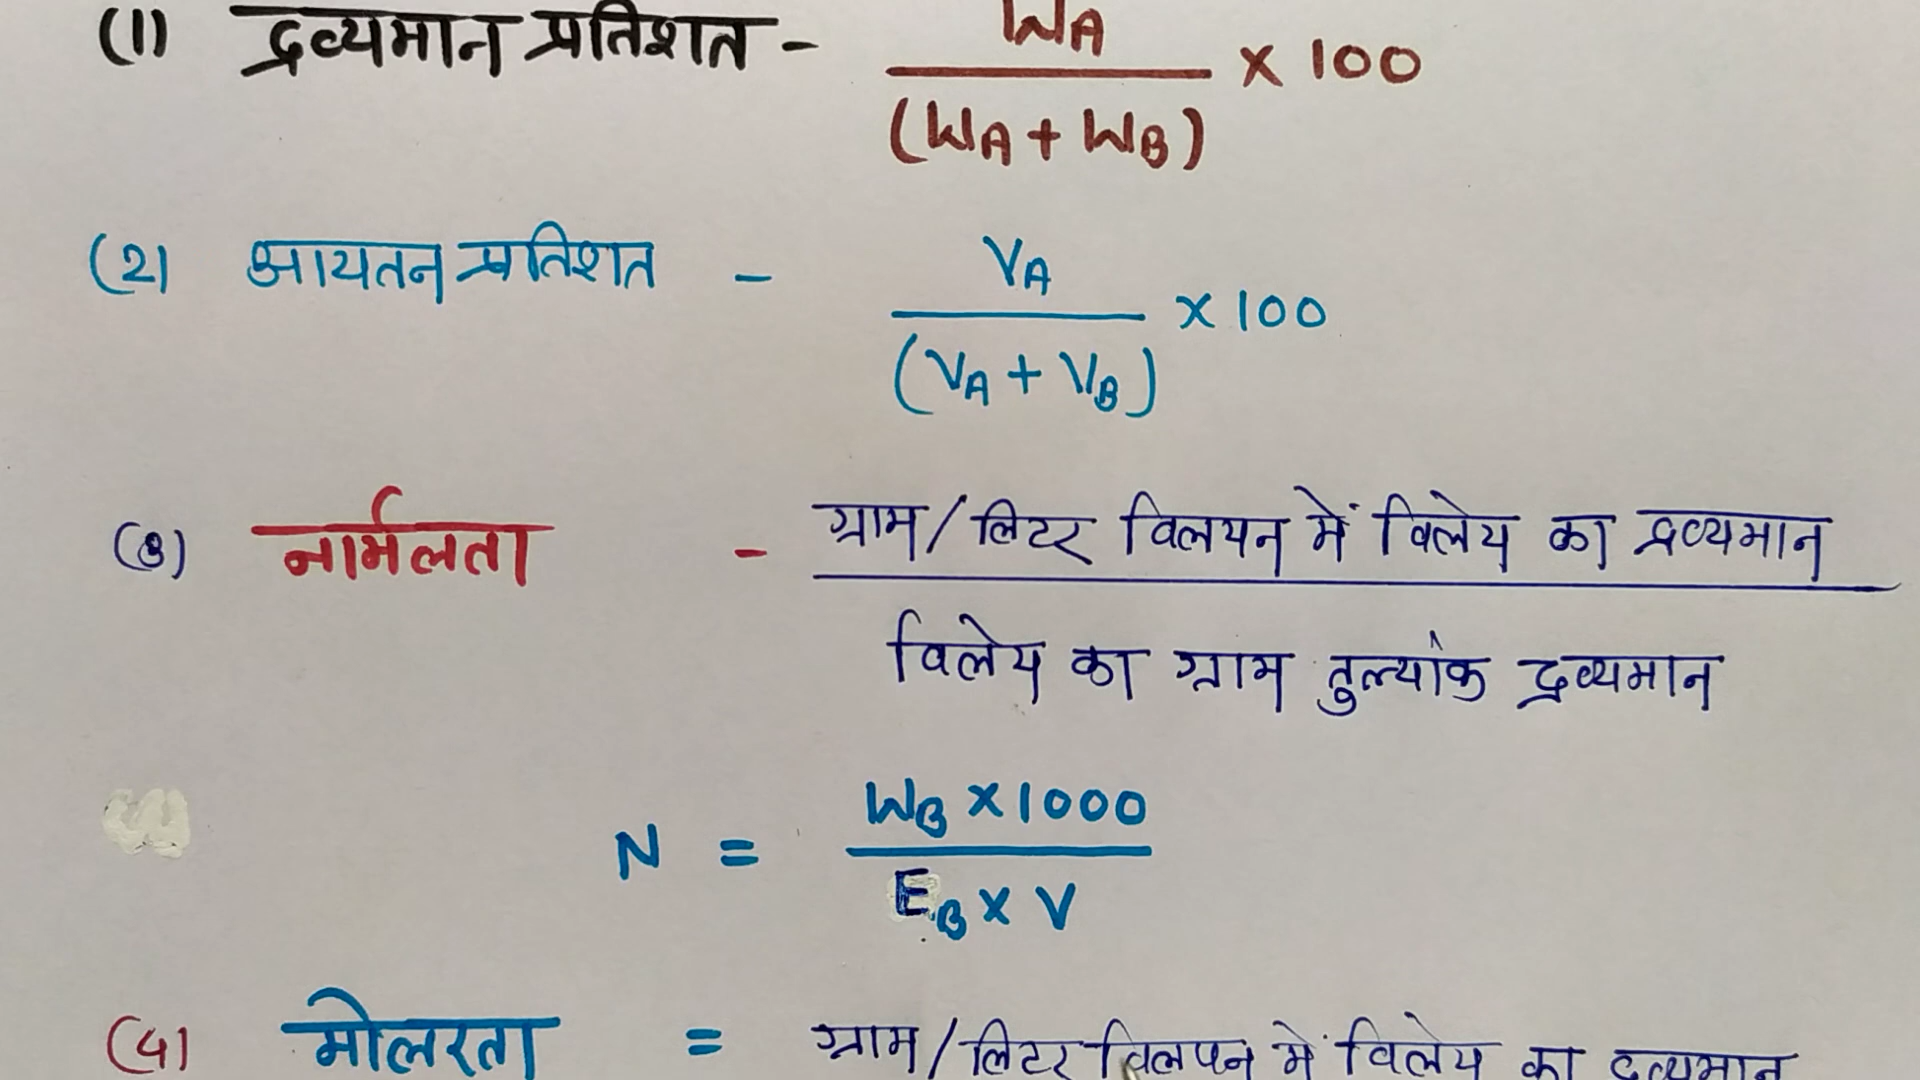 (1) द्रव्यमान प्रतिशत - WA
(WA + WB) × 100
(2) आयतन प्रतिशत - VA
(VA + VB) × 100
(3) नार्मलता - ग्राम/लिटर विलयन में विलेय का द्रव्यमान
विलेय का ग्राम तुल्यांक द्रव्यमान
N = WB × 1000
EB × V
(4) मोलरता = ग्राम/लिटर विलयन में विलेय का द्रव्यमान